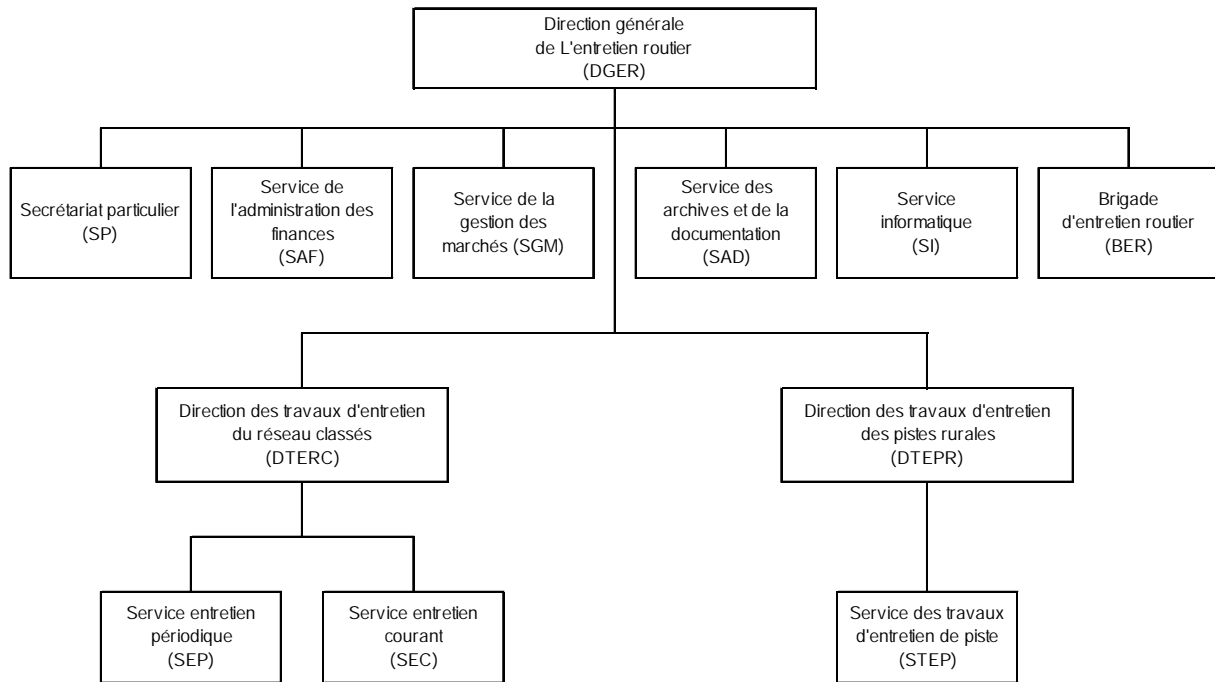 Direction générale
de L'entretien routier
(DGER)
Secrétariat particulier
(SP)
Service de
l'administration des
finances
(SAF)
Service de la
gestion des
marchés (SGM)
Service des
archives et de la
documentation
(SAD)
Service
informatique
(SI)
Brigade
d'entretien routier
(BER)
Direction des travaux d'entretien
du réseau classés
(DTERC)
Direction des travaux d'entretien
des pistes rurales
(DTEPR)
Service entretien
périodique
(SEP)
Service entretien
courant
(SEC)
Service des travaux
d'entretien de piste
(STEP)